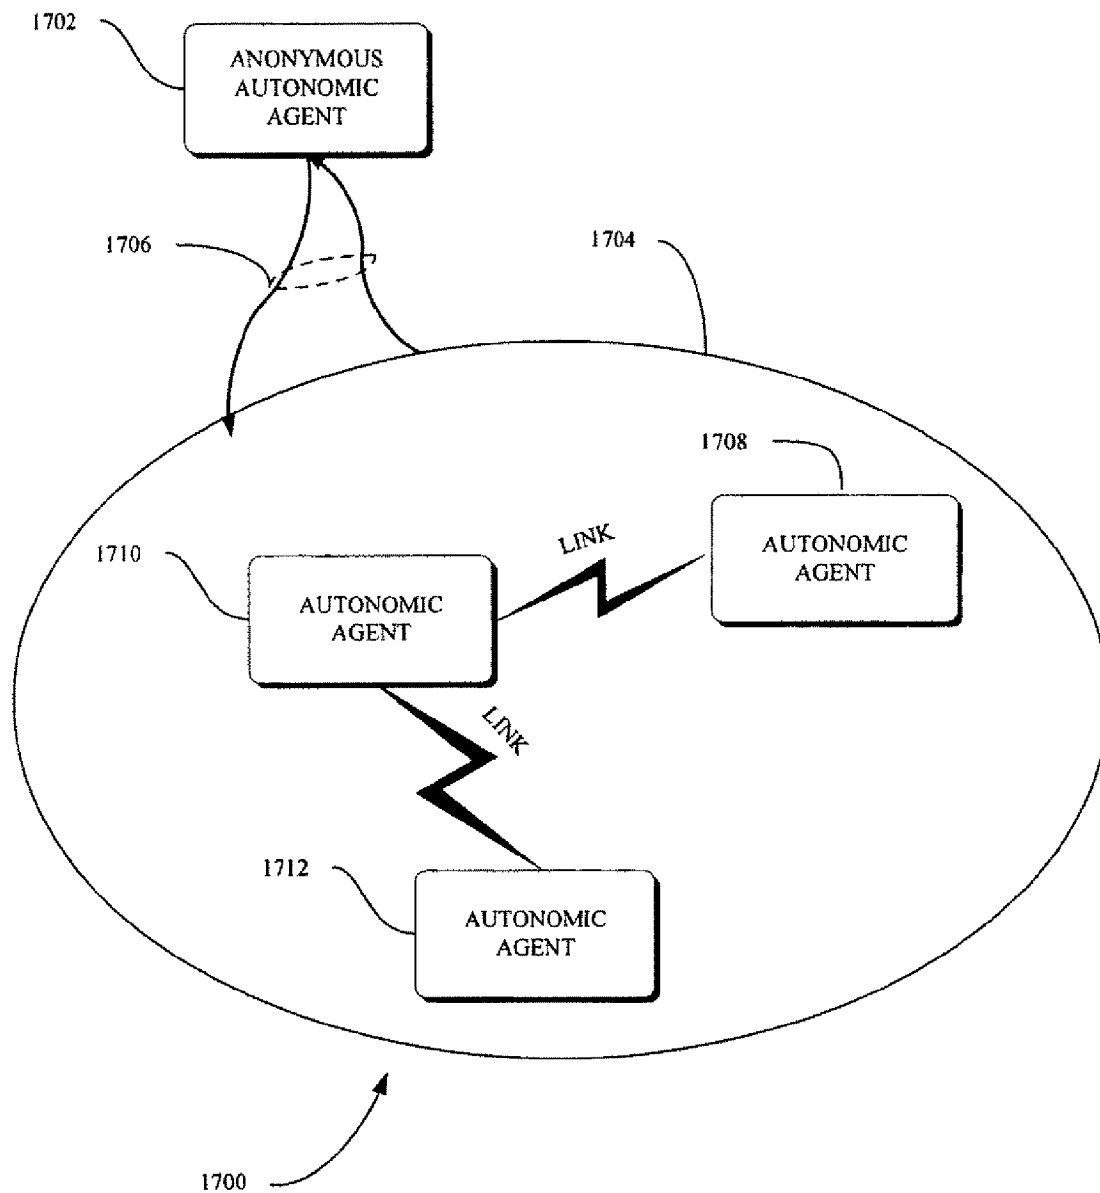 1702
ANONYMOUS
AUTONOMIC
AGENT
1706
1704
1708
LINK
AUTONOMIC
AGENT
1710
AUTONOMIC
AGENT
LINK
1712
AUTONOMIC
AGENT
1700